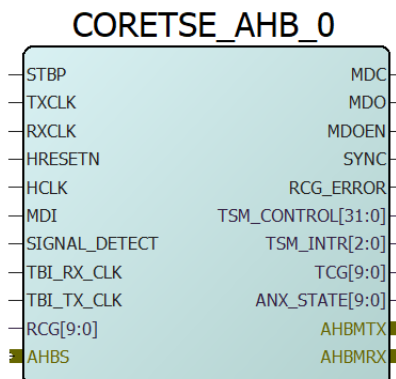 CORETSE_AHB_0
STBP MDC
TXCLK MDO
RXCLK MDOEN
HRESETN SYNC
HCLK RCG_ERROR
MDI TSM_CONTROL[31:0]
SIGNAL_DETECT TSM_INTR[2:0]
TBI_RX_CLK TCG[9:0]
TBI_TX_CLK ANX_STATE[9:0]
RCG[9:0] AHBMTX
AHBS AHBMRX